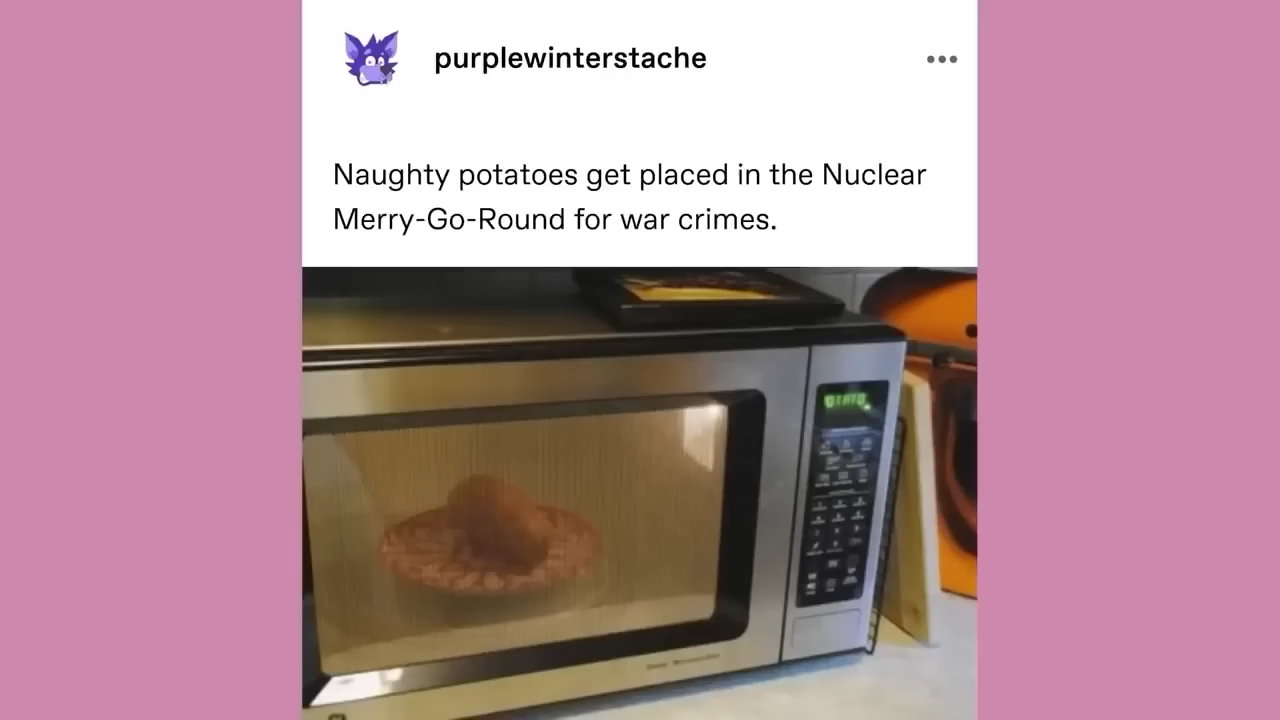 purplewinterstache
Naughty potatoes get placed in the Nuclear
Merry-Go-Round for war crimes.